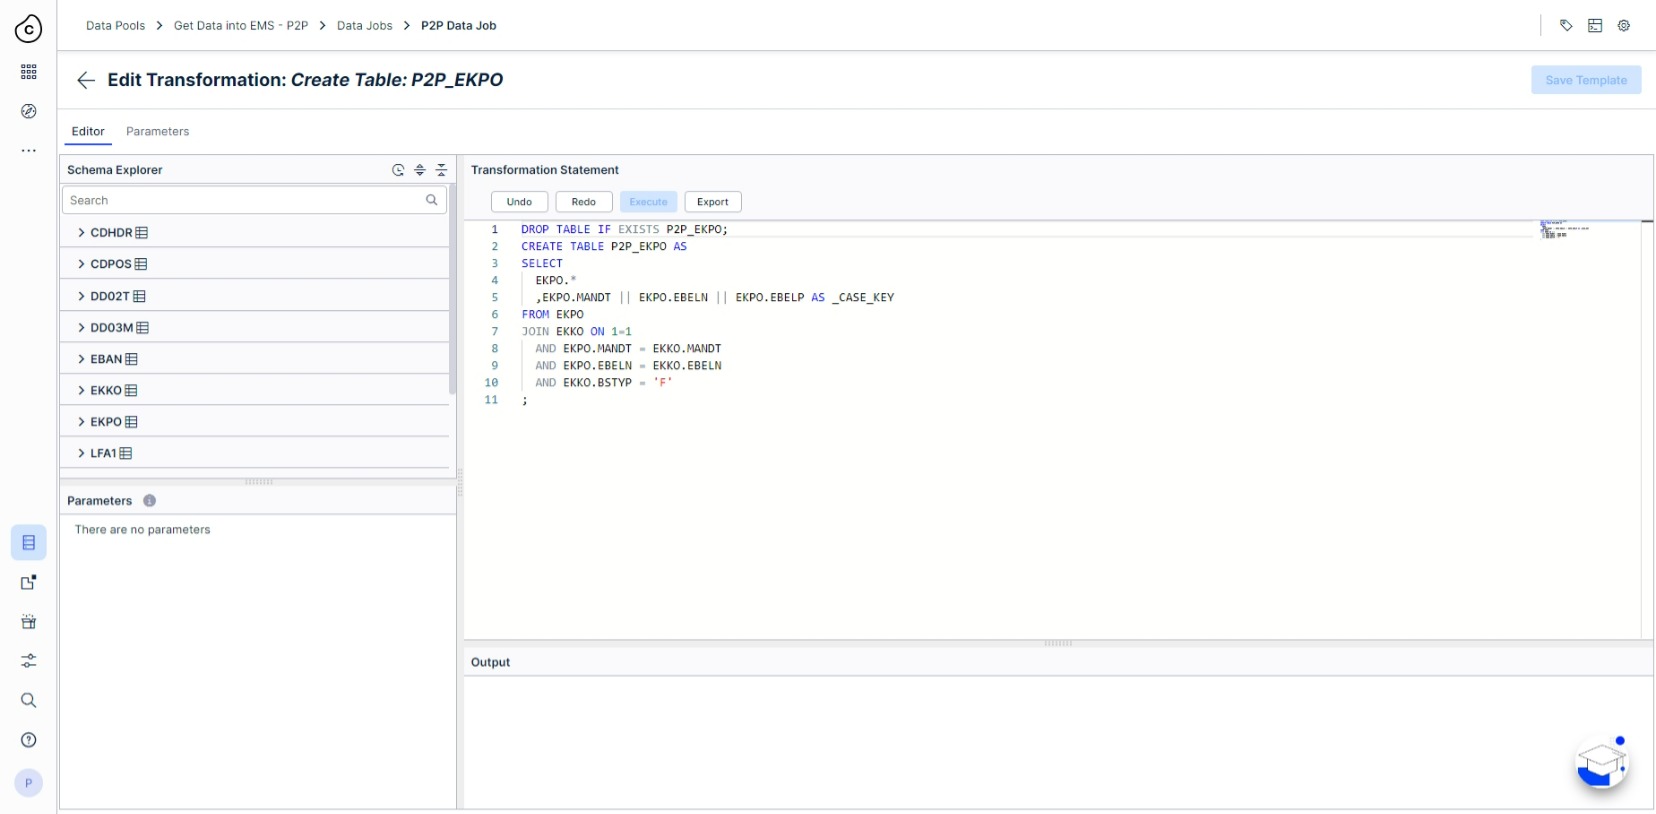 Data Pools > Get Data into EMS - P2P > Data Jobs > P2P Data Job
Edit Transformation: Create Table: P2P_EKPO
Save Template
Editor Parameters
Schema Explorer
Search
CDHDR
CDPOS
DD02T
DD03M
EBAN
EKKO
EKPO
LFA1
Parameters
There are no parameters
Transformation Statement
Undo Redo Execute Export
1 DROP TABLE IF EXISTS P2P_EKPO;
2 CREATE TABLE P2P_EKPO AS
3 SELECT
4 EKPO.*
5 ,EKPO.MANDT || EKPO.EBELN || EKPO.EBELP AS _CASE_KEY
6 FROM EKPO
7 JOIN EKKO ON 1=1
8 AND EKPO.MANDT = EKKO.MANDT
9 AND EKPO.EBELN = EKKO.EBELN
10 AND EKKO.BSTYP = 'F'
11 ;
Output
P